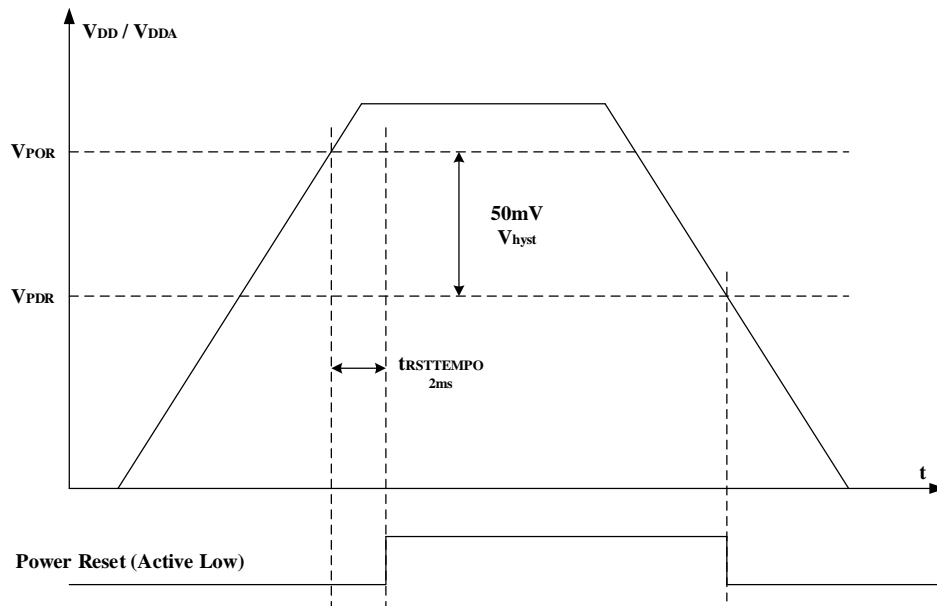 VDD / VDDA
VPOR
50mV
Vhyst
VPDR
tRSTTEMPO
2ms
t
Power Reset (Active Low)